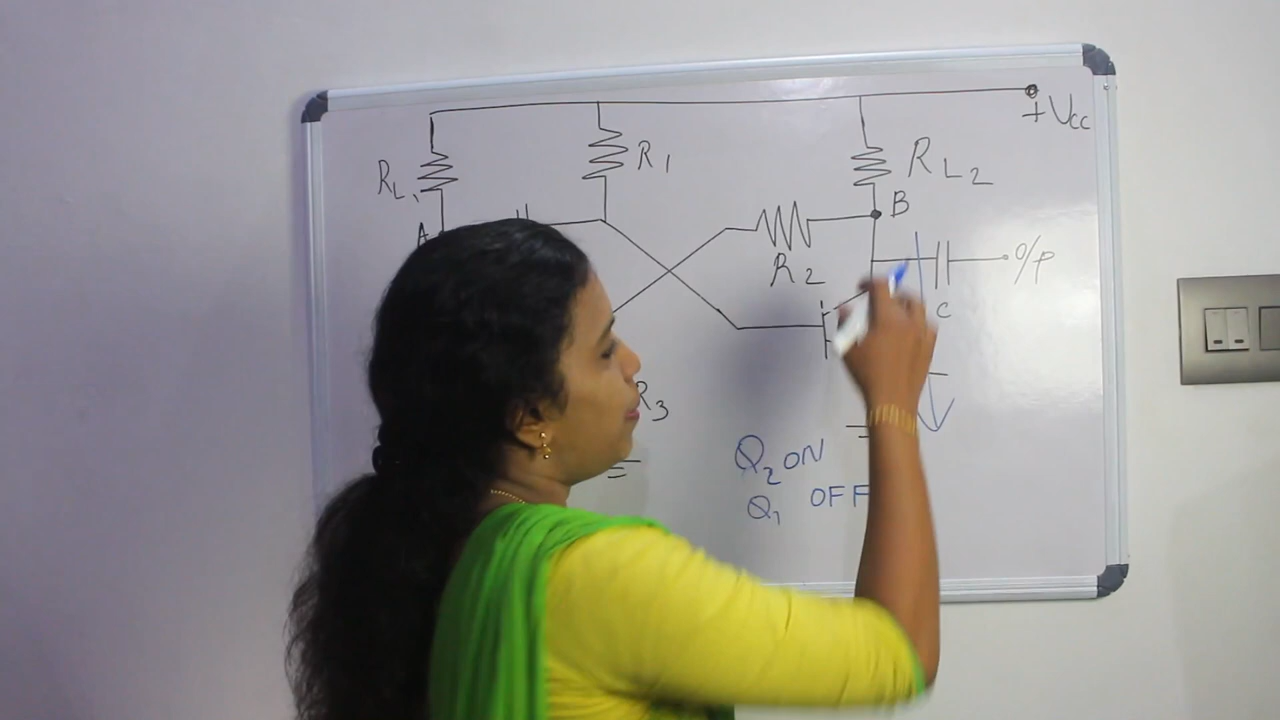 +Vcc
RL1
R1
RL2
A
B
R2
O/P
C
R3
Q2 ON
Q1 OFF